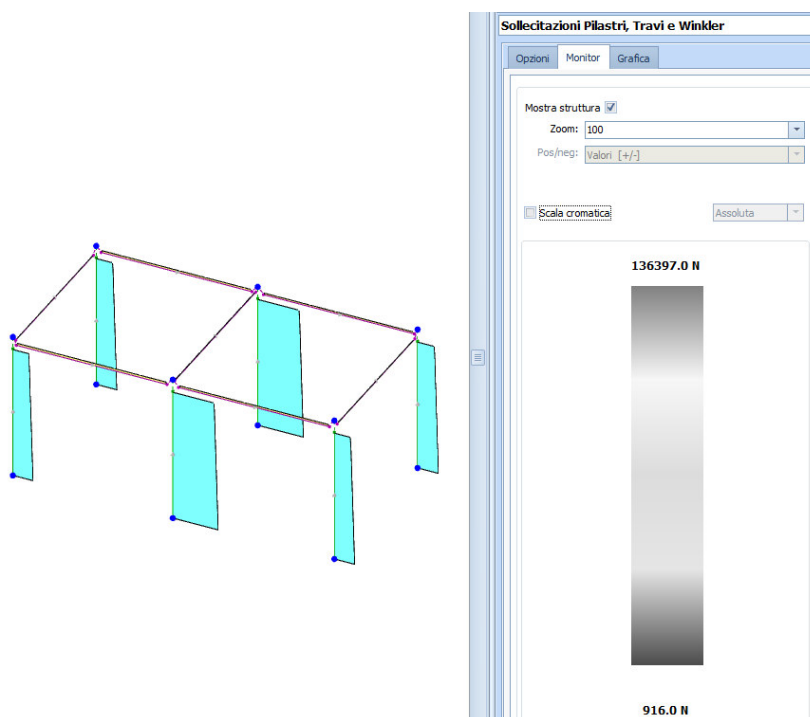 Sollecitazioni Pilastri, Travi e Winkler
Opzioni Monitor Grafica
Mostra struttura
Zoom: 100
Pos/neg: Valori [+/-]
Scala cromatica Assoluta
136397.0 N
916.0 N